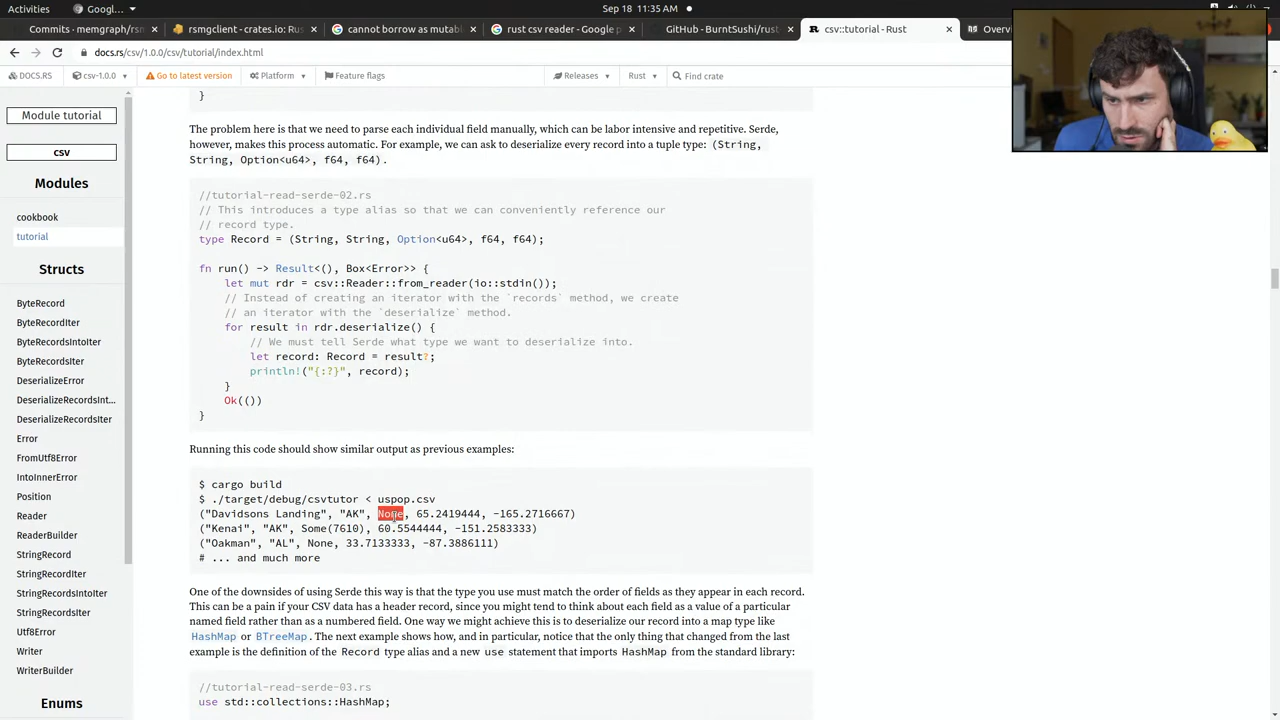 Activities
Googl...
Sep 18 11:35 AM
Commits · memgraph/rsm
rsmgclient - crates.io: Ru
cannot borrow as mutabl
rust csv reader - Google p
GitHub - BurntSushi/rust
csv::tutorial - Rust
Overv
docs.rs/csv/1.0.0/csv/tutorial/index.html
DOCS.RS
csv-1.0.0
Go to latest version
Platform
Feature flags
Releases
Rust
Find crate
Module tutorial
csv
Modules
cookbook
tutorial
Structs
ByteRecord
ByteRecordIter
ByteRecordsIntoIter
ByteRecordsIter
DeserializeError
DeserializeRecordsInt...
DeserializeRecordsIter
Error
FromUtf8Error
IntoInnerError
Position
Reader
ReaderBuilder
StringRecord
StringRecordIter
StringRecordsIntoIter
StringRecordsIter
Utf8Error
Writer
WriterBuilder
Enums
}
The problem here is that we need to parse each individual field manually, which can be labor intensive and repetitive. Serde,
however, makes this process automatic. For example, we can ask to deserialize every record into a tuple type: (String,
String, Option<u64>, f64, f64).
//tutorial-read-serde-02.rs
// This introduces a type alias so that we can conveniently reference our
// record type.
type Record = (String, String, Option<u64>, f64, f64);
fn run() -> Result<(), Box<Error>> {
let mut rdr = csv::Reader::from_reader(io::stdin());
// Instead of creating an iterator with the `records` method, we create
// an iterator with the `deserialize` method.
for result in rdr.deserialize() {
// We must tell Serde what type we want to deserialize into.
let record: Record = result?;
println!("{:?}", record);
}
Ok(())
}
Running this code should show similar output as previous examples:
$ cargo build
$ ./target/debug/csvtutor < uspop.csv
("Davidsons Landing", "AK", None, 65.2419444, -165.2716667)
("Kenai", "AK", Some(7610), 60.5544444, -151.2583333)
("Oakman", "AL", None, 33.7133333, -87.3886111)
# ... and much more
One of the downsides of using Serde this way is that the type you use must match the order of fields as they appear in each record.
This can be a pain if your CSV data has a header record, since you might tend to think about each field as a value of a particular
named field rather than as a numbered field. One way we might achieve this is to deserialize our record into a map type like
HashMap or BTreeMap. The next example shows how, and in particular, notice that the only thing that changed from the last
example is the definition of the Record type alias and a new use statement that imports HashMap from the standard library:
//tutorial-read-serde-03.rs
use std::collections::HashMap;